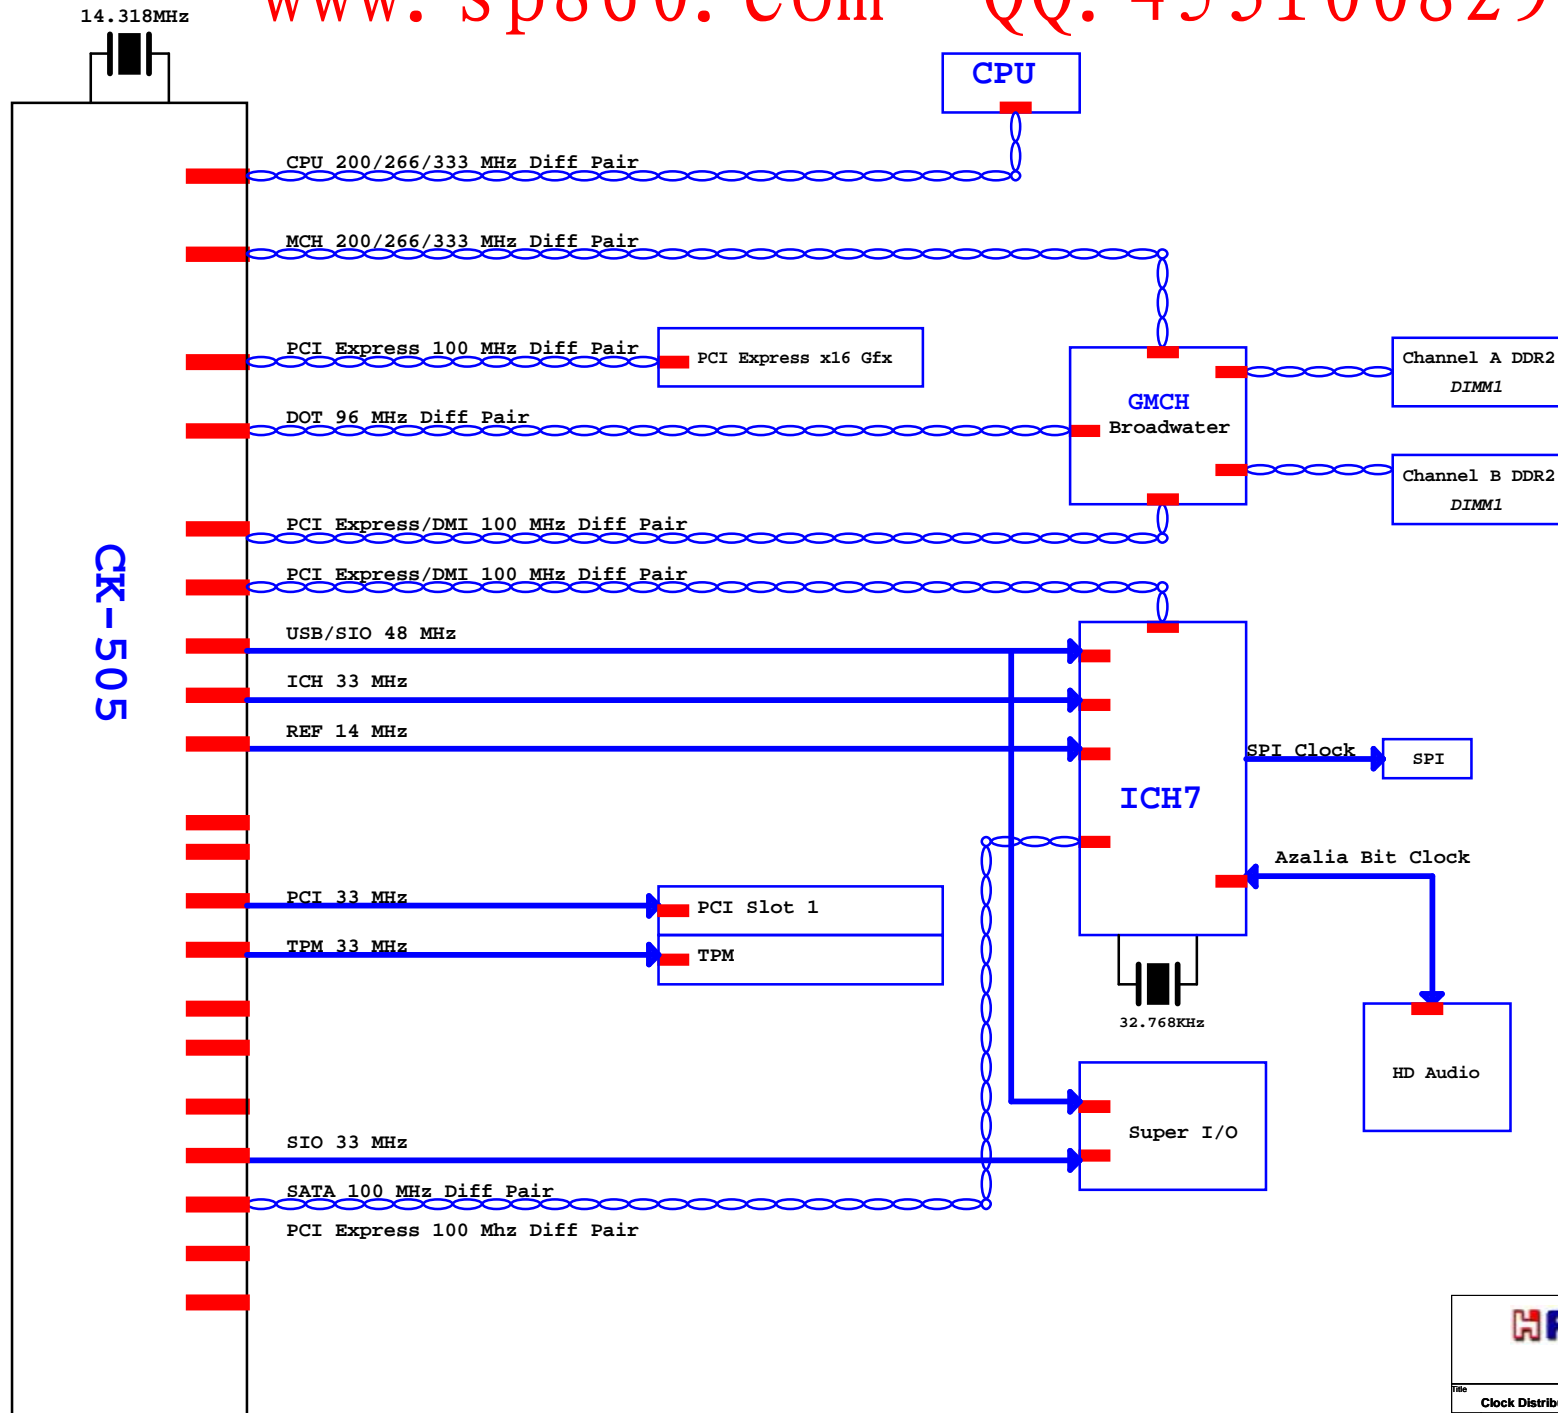 www.sp860.com QQ:455100829
14.318MHz
CPU
CPU 200/266/333 MHz Diff Pair
MCH 200/266/333 MHz Diff Pair
PCI Express 100 MHz Diff Pair
PCI Express x16 Gfx
Channel A DDR2
DIMM1
GMCH
Broadwater
DOT 96 MHz Diff Pair
Channel B DDR2
DIMM1
PCI Express/DMI 100 MHz Diff Pair
PCI Express/DMI 100 MHz Diff Pair
CK-505
USB/SIO 48 MHz
ICH 33 MHz
REF 14 MHz
SPI Clock
SPI
ICH7
Azalia Bit Clock
PCI 33 MHz
PCI Slot 1
TPM 33 MHz
TPM
32.768KHz
HD Audio
Super I/O
SIO 33 MHz
SATA 100 MHz Diff Pair
PCI Express 100 Mhz Diff Pair
Title